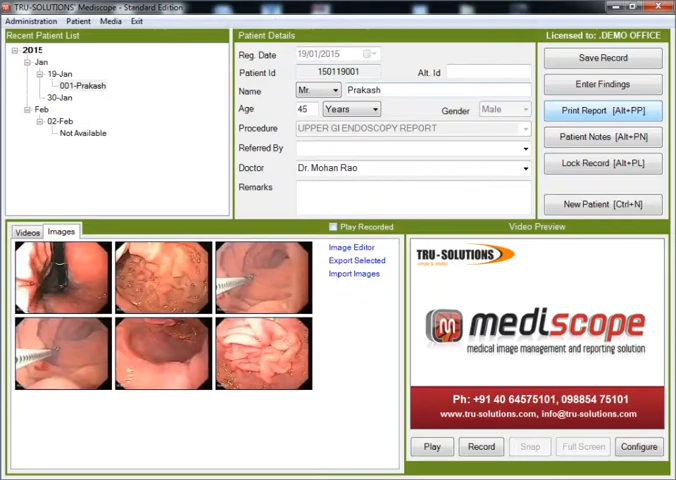 TRU-SOLUTIONS' Mediscope - Standard Edition
Administration Patient Media Exit
Recent Patient List
2015
Jan
19-Jan
001-Prakash
30-Jan
Feb
02-Feb
Not Available
Patient Details
Licensed to: .DEMO OFFICE
Reg. Date 19/01/2015
Patient Id 150119001 Alt. Id
Name Mr. Prakash
Age 45 Years Gender Male
Procedure UPPER GI ENDOSCOPY REPORT
Referred By
Doctor Dr. Mohan Rao
Remarks
Save Record
Enter Findings
Print Report [Alt+PP]
Patient Notes [Alt+PN]
Lock Record [Alt+PL]
New Patient [Ctrl+N]
Videos Images
Play Recorded
Video Preview
Image Editor
Export Selected
Import Images
TRU-SOLUTIONS
m mediscope
medical image management and reporting solution
Ph: +91 40 64575101, 098854 75101
www.tru-solutions.com, info@tru-solutions.com
Play Record Snap Full Screen Configure